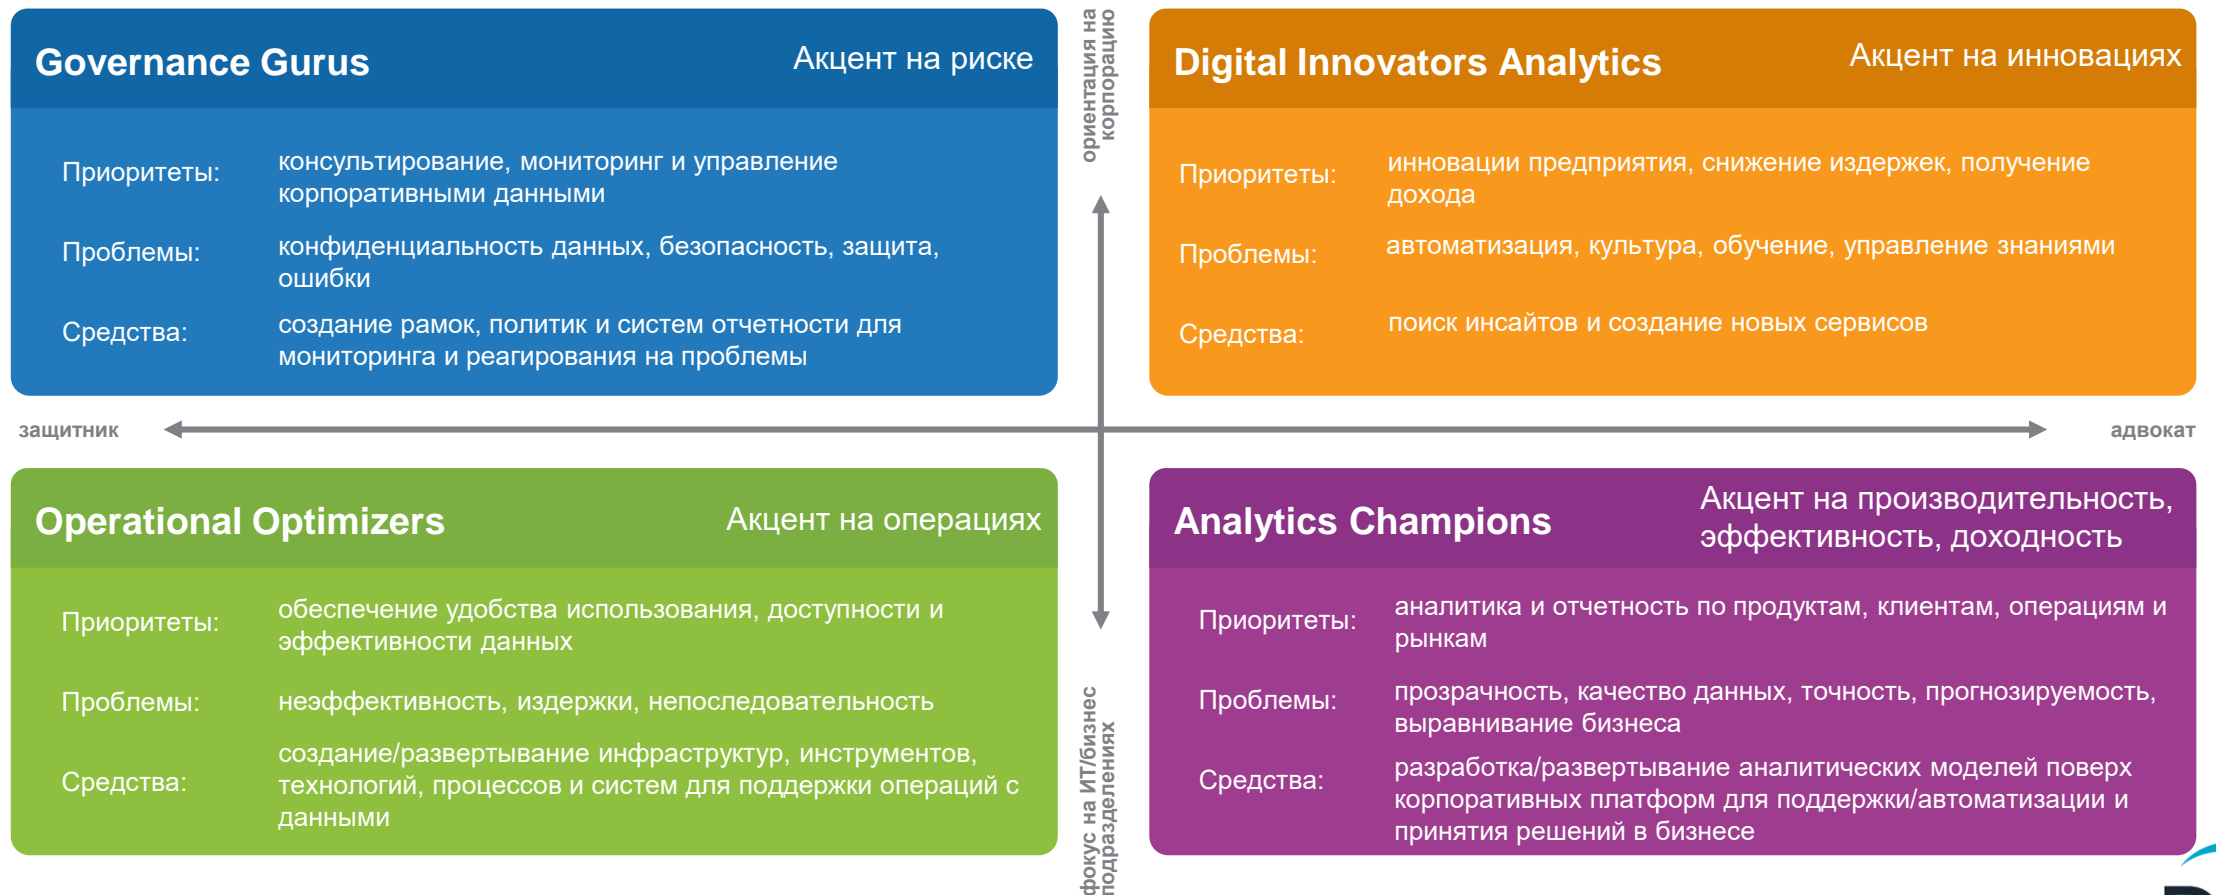 Governance Gurus
Акцент на риске
Приоритеты:
консультирование, мониторинг и управление
корпоративными данными
Проблемы:
конфиденциальность данных, безопасность, защита,
ошибки
Средства:
создание рамок, политик и систем отчетности для
мониторинга и реагирования на проблемы
ориентация на
корпорацию
Digital Innovators Analytics
Акцент на инновациях
Приоритеты:
инновации предприятия, снижение издержек, получение
дохода
Проблемы:
автоматизация, культура, обучение, управление знаниями
Средства:
поиск инсайтов и создание новых сервисов
защитник
адвокат
Operational Optimizers
Акцент на операциях
Приоритеты:
обеспечение удобства использования, доступности и
эффективности данных
Проблемы:
неэффективность, издержки, непоследовательность
Средства:
создание/развертывание инфраструктур, инструментов,
технологий, процессов и систем для поддержки операций с
данными
фокус на ИТ/бизнес
подразделениях
Analytics Champions
Акцент на производительность,
эффективность, доходность
Приоритеты:
аналитика и отчетность по продуктам, клиентам, операциям и
рынкам
Проблемы:
прозрачность, качество данных, точность, прогнозируемость,
выравнивание бизнеса
Средства:
разработка/развертывание аналитических моделей поверх
корпоративных платформ для поддержки/автоматизации и
принятия решений в бизнесе